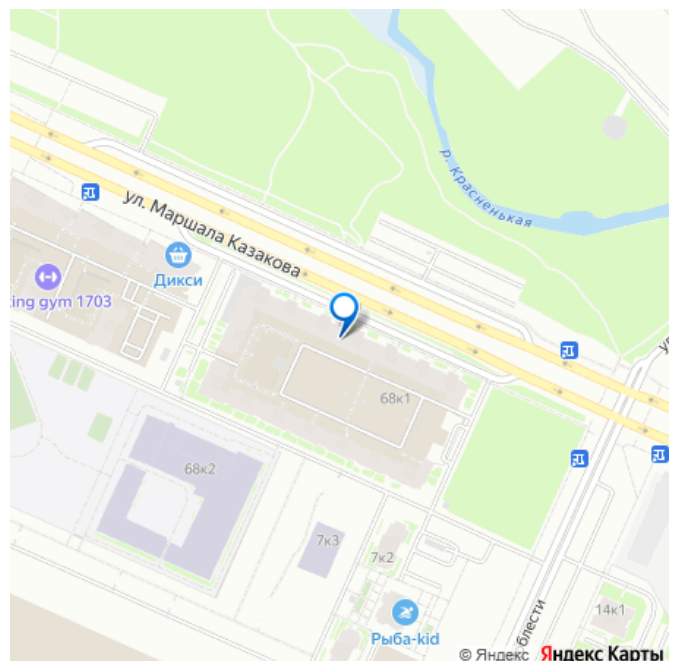 р. Красненькая
ул. Маршала Казакова
Дикси
ing gym 1703
68к1
68к2
7к3
7к2
14к1
Рыба-kid
блести
© Яндекс Яндекс Карты